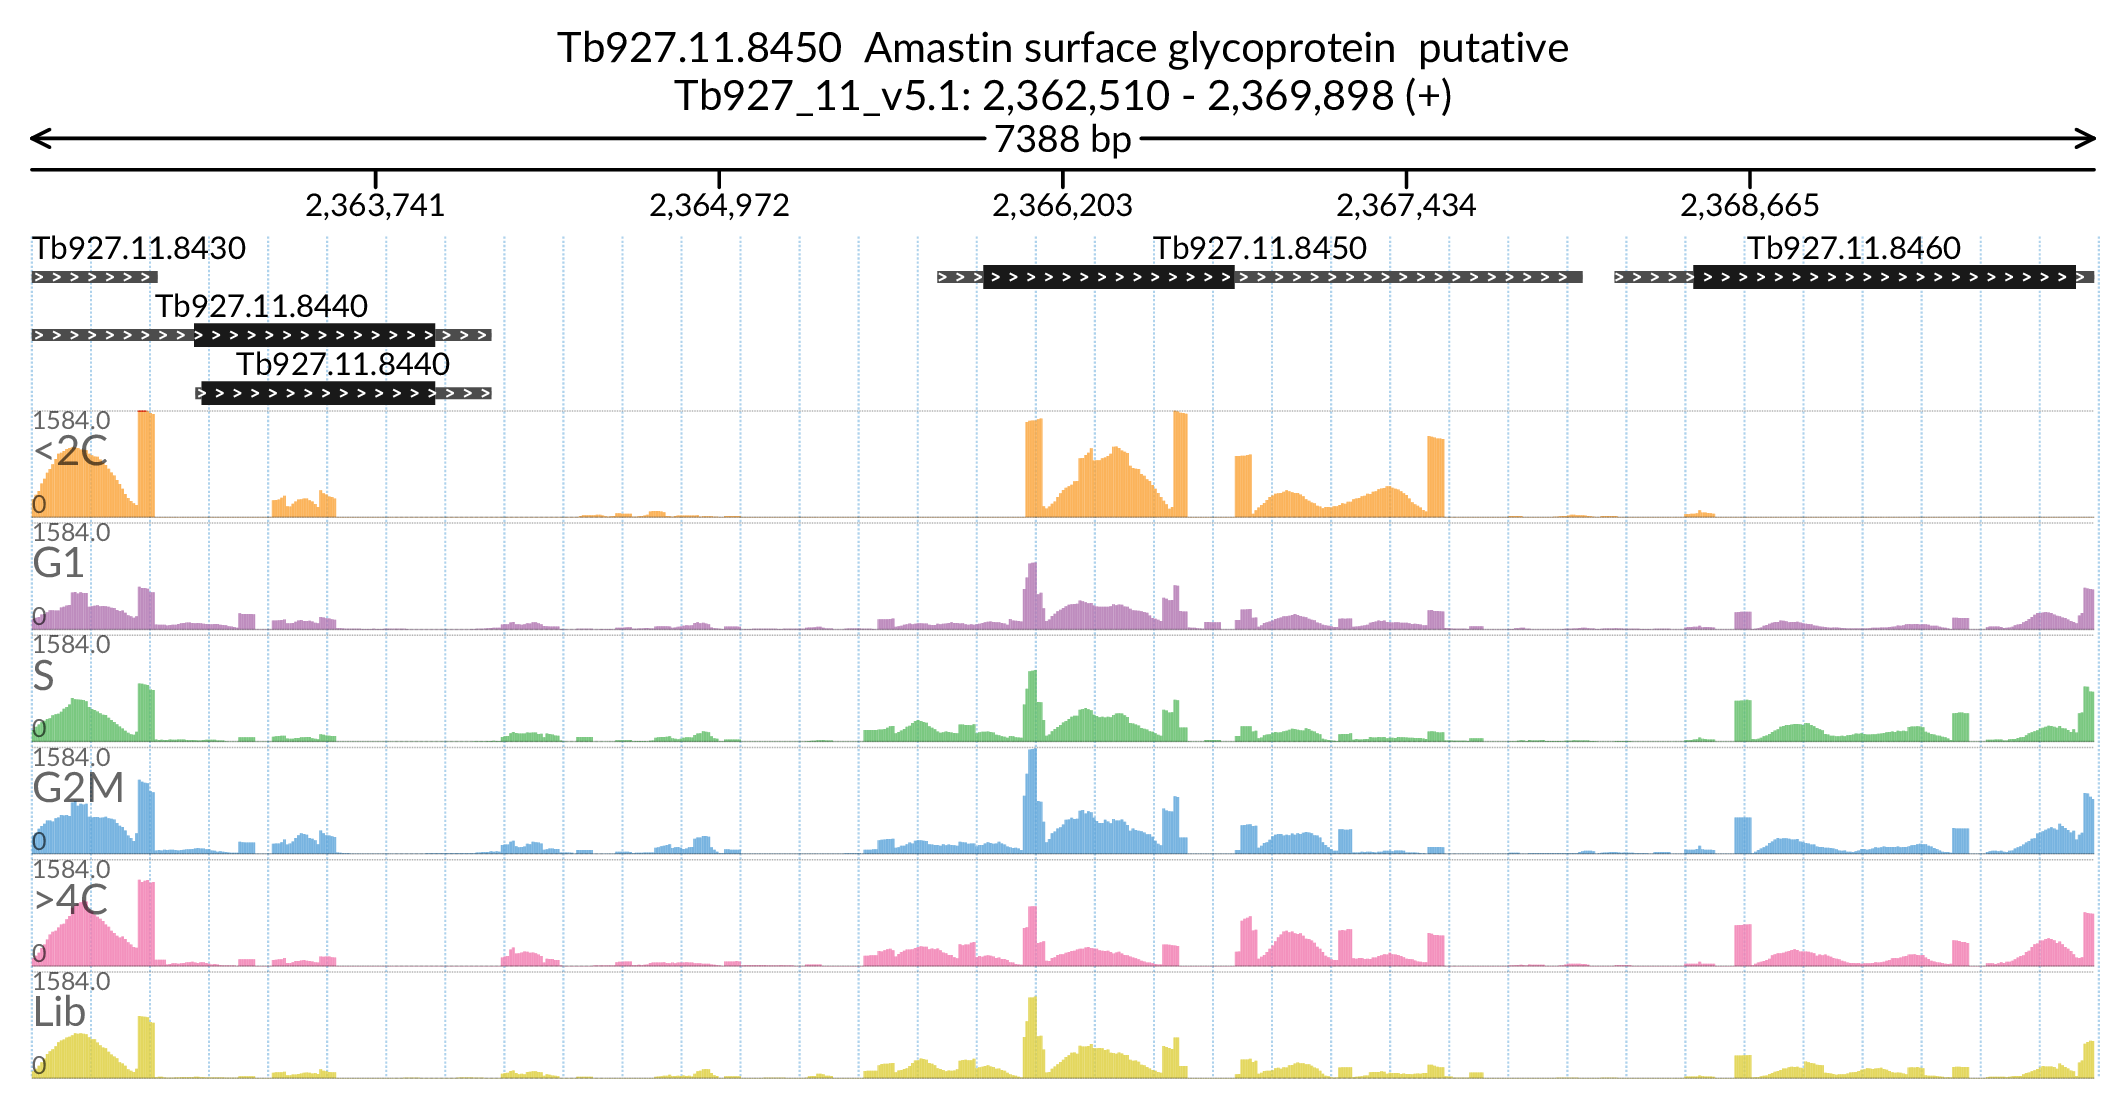 Tb927.11.8450  Amastin surface glycoprotein  putative
Tb927_11_v5.1: 2,362,510 - 2,369,898 (+)
7388 bp
2,363,741 2,364,972 2,366,203 2,367,434 2,368,665
Tb927.11.8430 Tb927.11.8450 Tb927.11.8460
Tb927.11.8440
Tb927.11.8440
1584.0
<2C
0
1584.0
G1
0
1584.0
S
0
1584.0
G2M
0
1584.0
>4C
0
1584.0
Lib
0